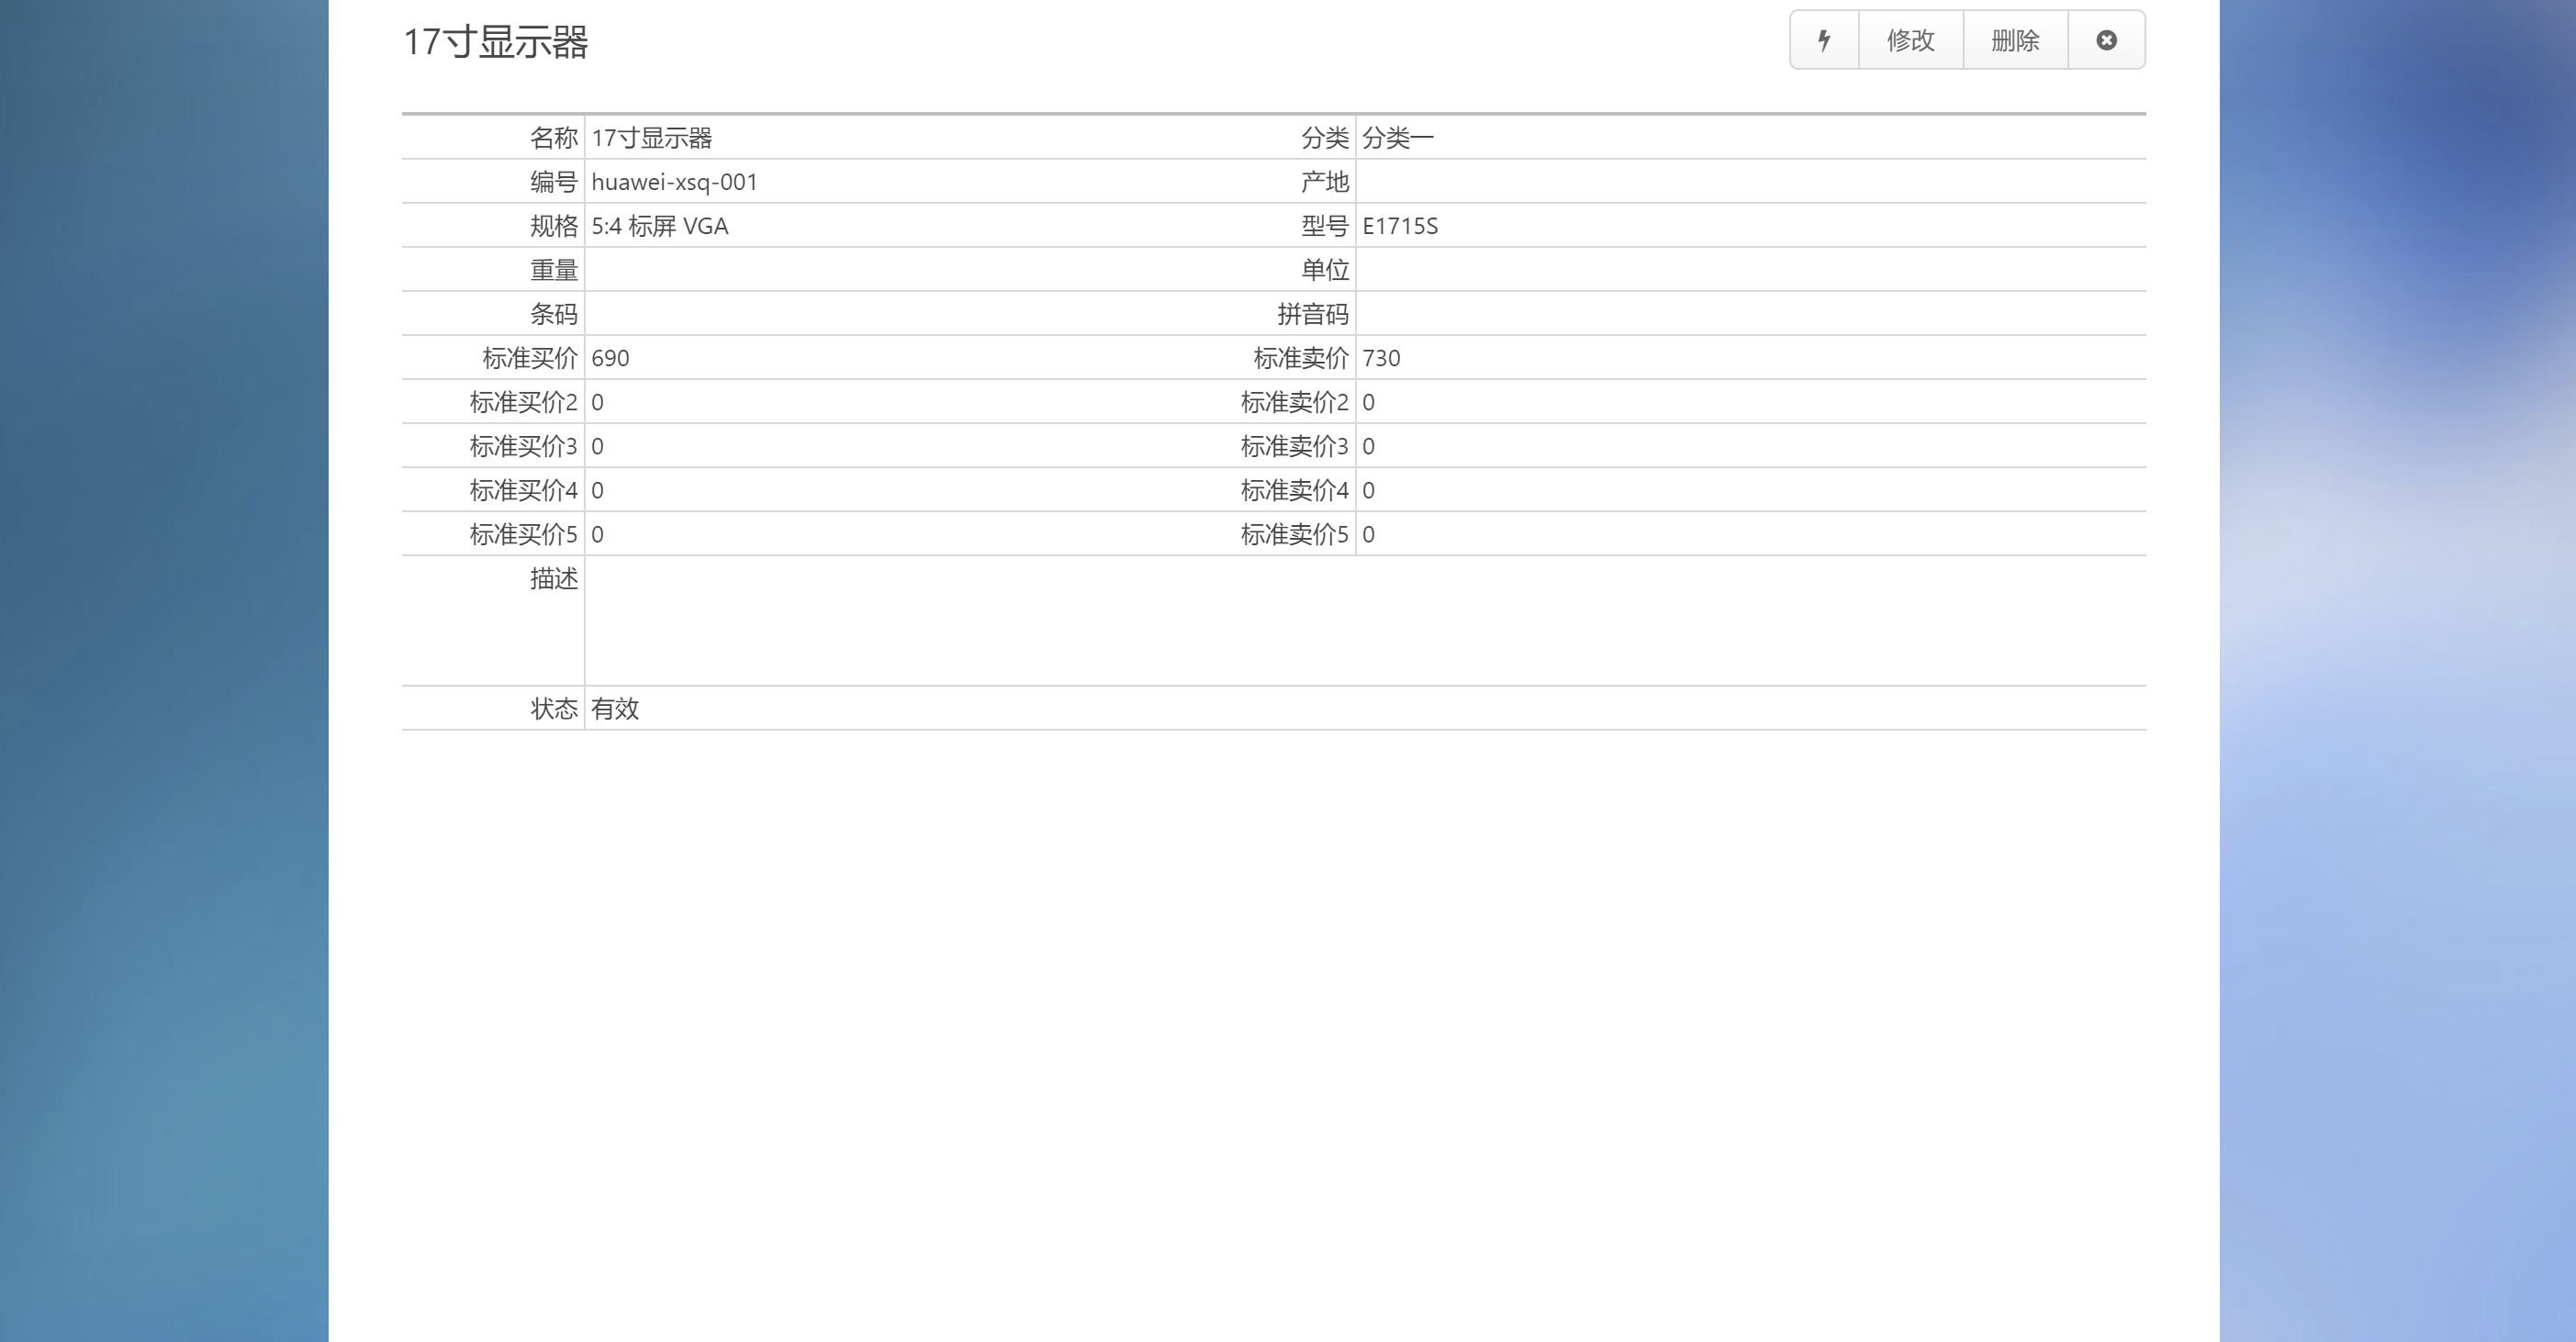 17寸显示器
修改 删除
名称 17寸显示器 分类 分类一
编号 huawei-xsq-001 产地
规格 5:4 标屏 VGA 型号 E1715S
重量 单位
条码 拼音码
标准买价 690 标准卖价 730
标准买价2 0 标准卖价2 0
标准买价3 0 标准卖价3 0
标准买价4 0 标准卖价4 0
标准买价5 0 标准卖价5 0
描述
状态 有效